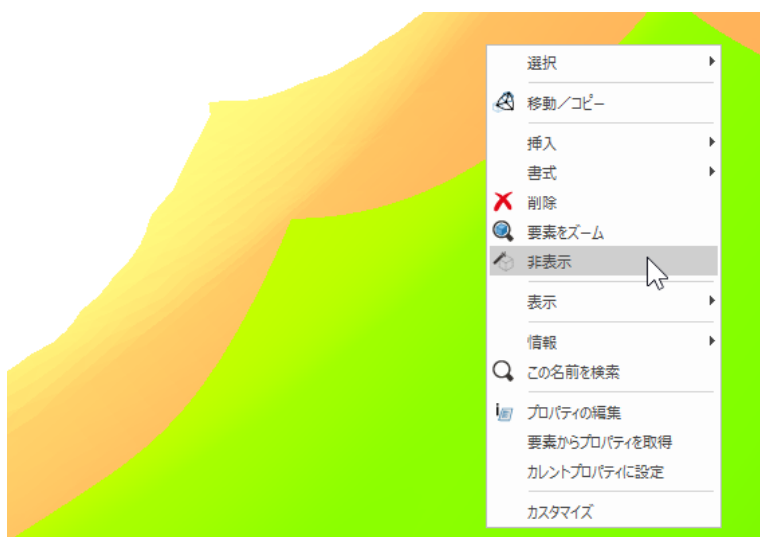 選択
移動／コピー
挿入
書式
削除
要素をズーム
非表示
表示
情報
この名前を検索
プロパティの編集
要素からプロパティを取得
カレントプロパティに設定
カスタマイズ